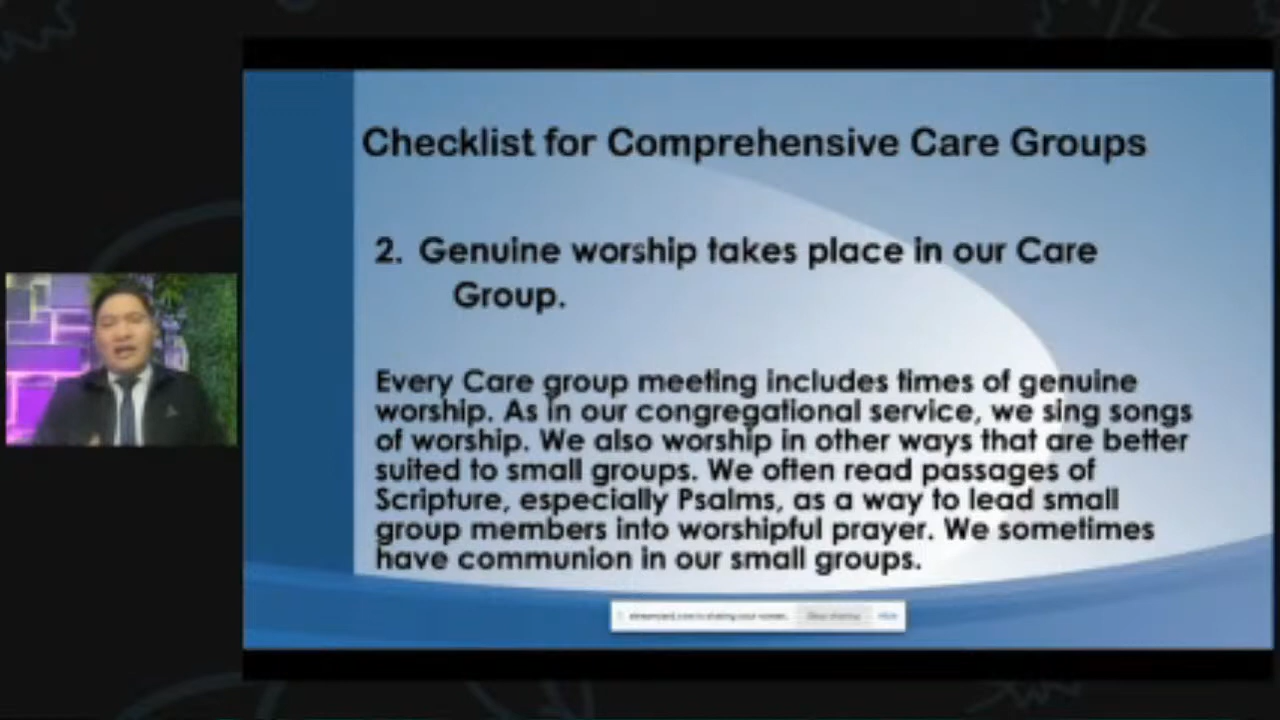 Checklist for Comprehensive Care Groups
2. Genuine worship takes place in our Care
Group.
Every Care group meeting includes times of genuine
worship. As in our congregational service, we sing songs
of worship. We also worship in other ways that are better
suited to small groups. We often read passages of
Scripture, especially Psalms, as a way to lead small
group members into worshipful prayer. We sometimes
have communion in our small groups.